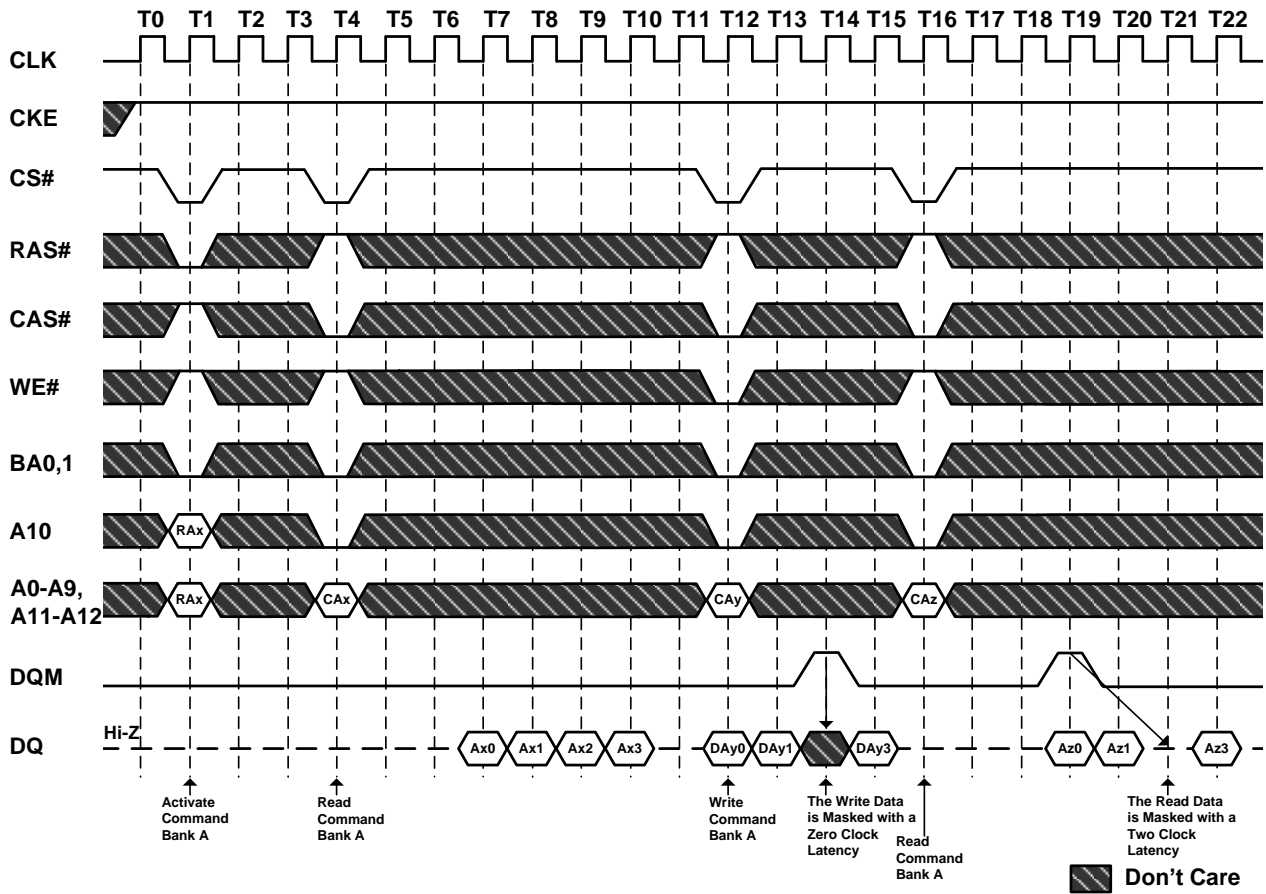 T0 T1 T2 T3 T4 T5 T6 T7 T8 T9 T10 T11 T12 T13 T14 T15 T16 T17 T18 T19 T20 T21 T22
CLK
CKE
CS#
RAS#
CAS#
WE#
BA0,1
A10 RAx
A0-A9,
A11-A12 RAx CAx CAy CAz
DQM
Hi-Z
DQ Ax0 Ax1 Ax2 Ax3 DAy0 DAy1 DAy3 Az0 Az1 Az3
Activate
Command
Bank A
Read
Command
Bank A
Write
Command
Bank A
The Write Data
is Masked with a
Zero Clock
Latency
Read
Command
Bank A
The Read Data
is Masked with a
Two Clock
Latency
Don't Care